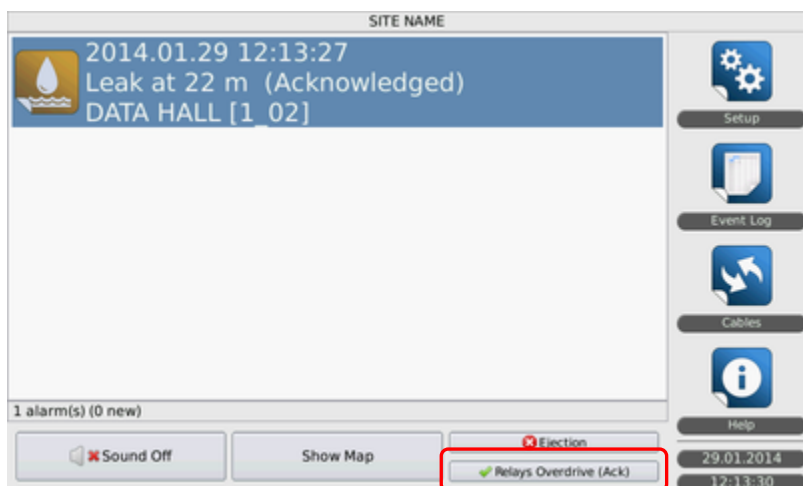 SITE NAME
2014.01.29 12:13:27
Leak at 22 m (Acknowledged)
DATA HALL [1_02]
Setup
Event Log
Cables
Help
1 alarm(s) (0 new)
Sound Off
Show Map
Ejection
Relays Overdrive (Ack)
29.01.2014
12:13:30